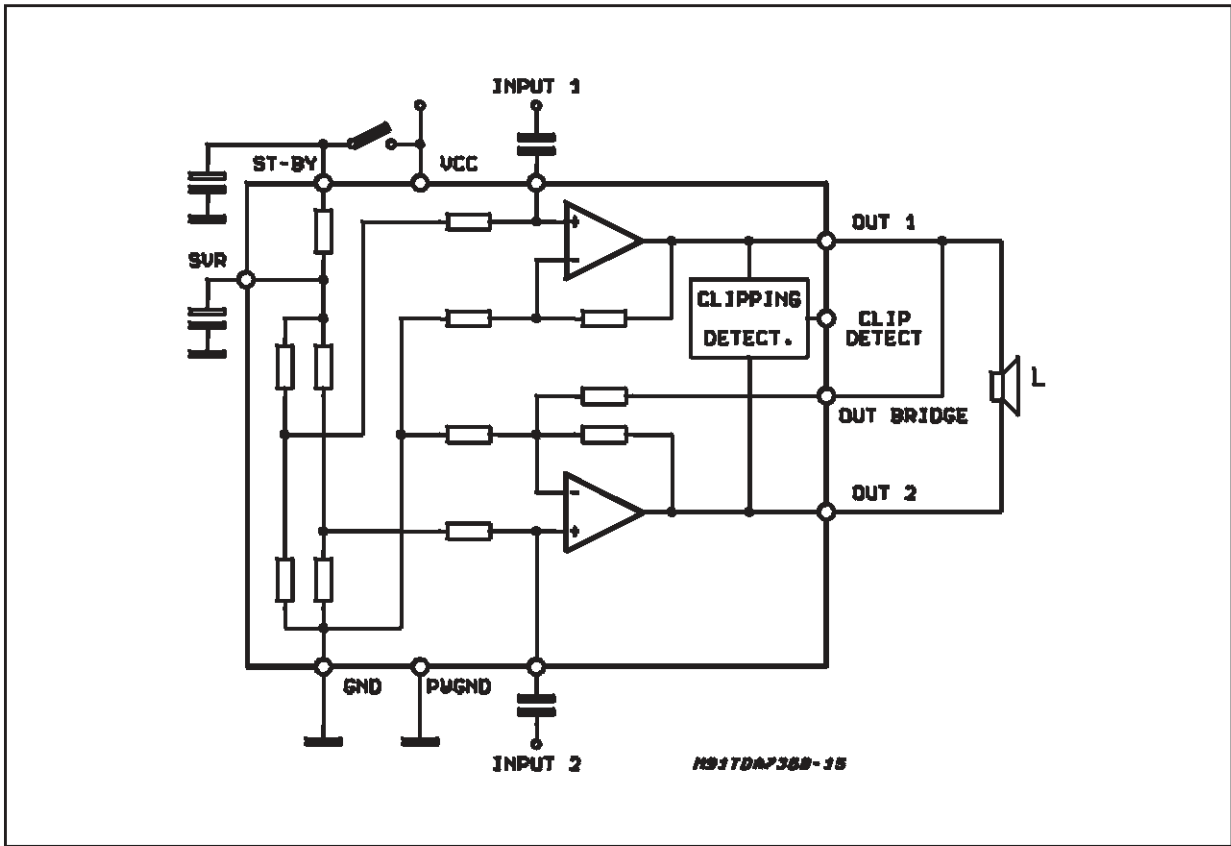 INPUT 1
ST-BY
VCC
SVR
+
-
OUT 1
CLIPPING
DETECT.
CLIP
DETECT
OUT BRIDGE
L
-
+
OUT 2
GND
PWGND
INPUT 2
M91TDA7360-15